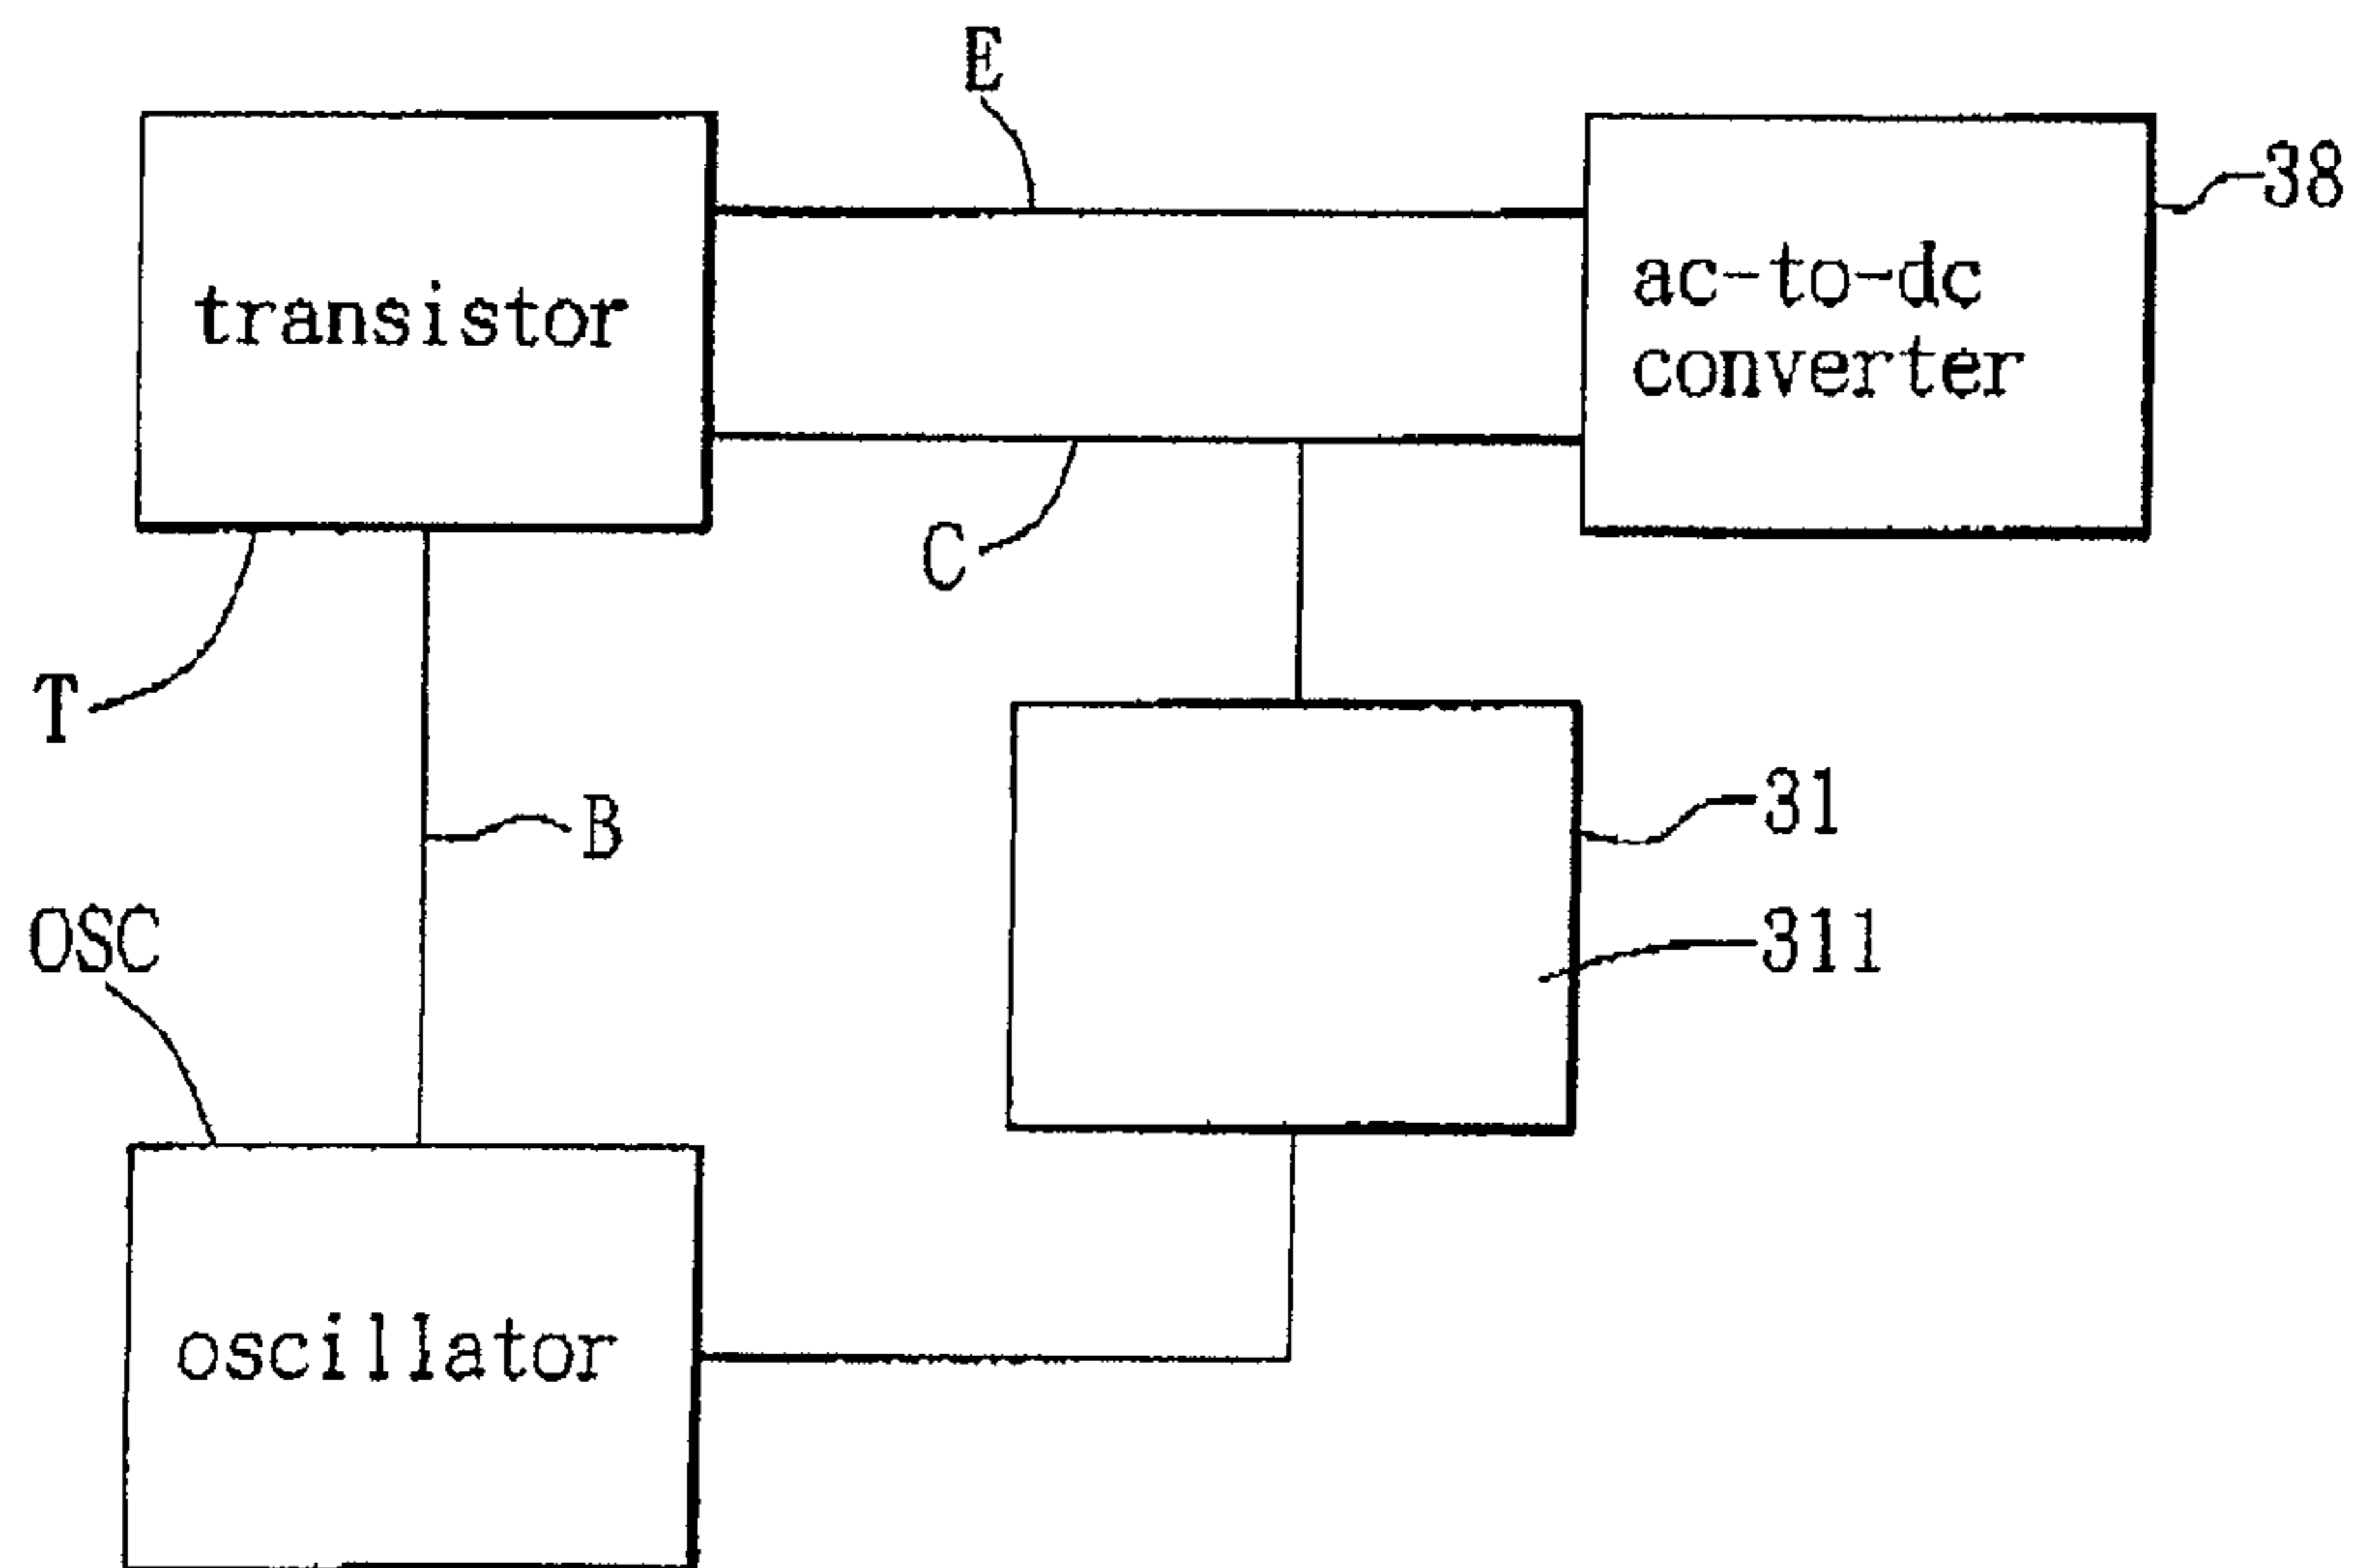 E
38
transistor
ac-to-dc
converter
C
T
B
31
OSC
311
oscillator